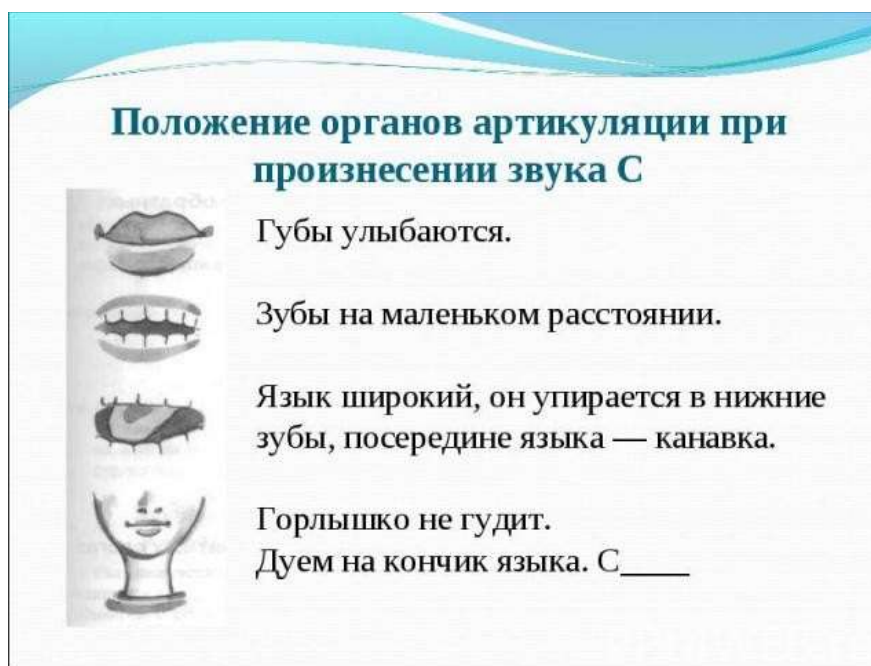 Положение органов артикуляции при
произнесении звука С
Губы улыбаются.
Зубы на маленьком расстоянии.
Язык широкий, он упирается в нижние
зубы, посередине языка — канавка.
Горлышко не гудит.
Дуем на кончик языка. С____